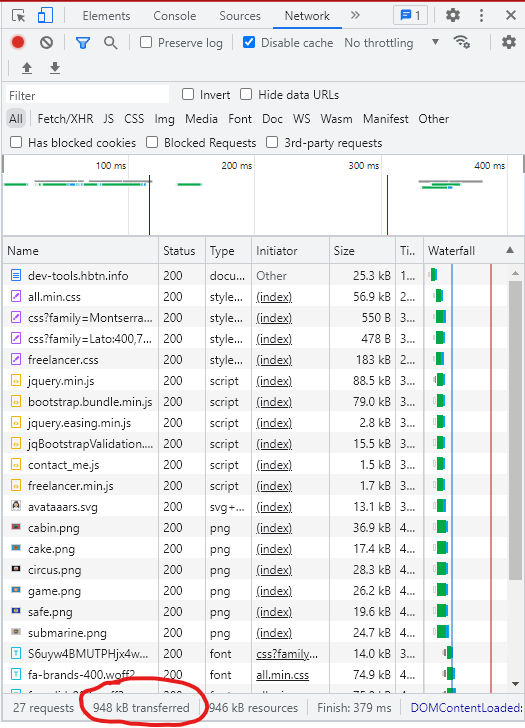 Elements Console Sources Network 1
Preserve log Disable cache No throttling
Filter Invert Hide data URLs
All Fetch/XHR JS CSS Img Media Font Doc WS Wasm Manifest Other
Has blocked cookies Blocked Requests 3rd-party requests
100 ms 200 ms 300 ms 400 ms
Name Status Type Initiator Size Ti... Waterfall
dev-tools.hbtn.info 200 docu... Other 25.3 kB 1...
all.min.css 200 style... (index) 56.9 kB 2...
css?family=Montserra... 200 style... (index) 550 B 3...
css?family=Lato:400,7... 200 style... (index) 478 B 3...
freelancer.css 200 style... (index) 183 kB 2...
jquery.min.js 200 script (index) 88.5 kB 3...
bootstrap.bundle.min.js 200 script (index) 79.0 kB 3...
jquery.easing.min.js 200 script (index) 2.8 kB 3...
jqBootstrapValidation.... 200 script (index) 15.5 kB 3...
contact_me.js 200 script (index) 1.5 kB 3...
freelancer.min.js 200 script (index) 1.7 kB 3...
avataaars.svg 200 svg+... (index) 13.1 kB 3...
cabin.png 200 png (index) 36.9 kB 4...
cake.png 200 png (index) 17.4 kB 4...
circus.png 200 png (index) 28.3 kB 4...
game.png 200 png (index) 26.2 kB 4...
safe.png 200 png (index) 19.6 kB 4...
submarine.png 200 png (index) 24.7 kB 4...
S6uyw4BMUTPHjx4w... 200 font css?family... 14.0 kB 3...
fa-brands-400.woff2 200 font all.min.css 74.0 kB 4...
27 requests 948 kB transferred 946 kB resources Finish: 379 ms DOMContentLoaded: